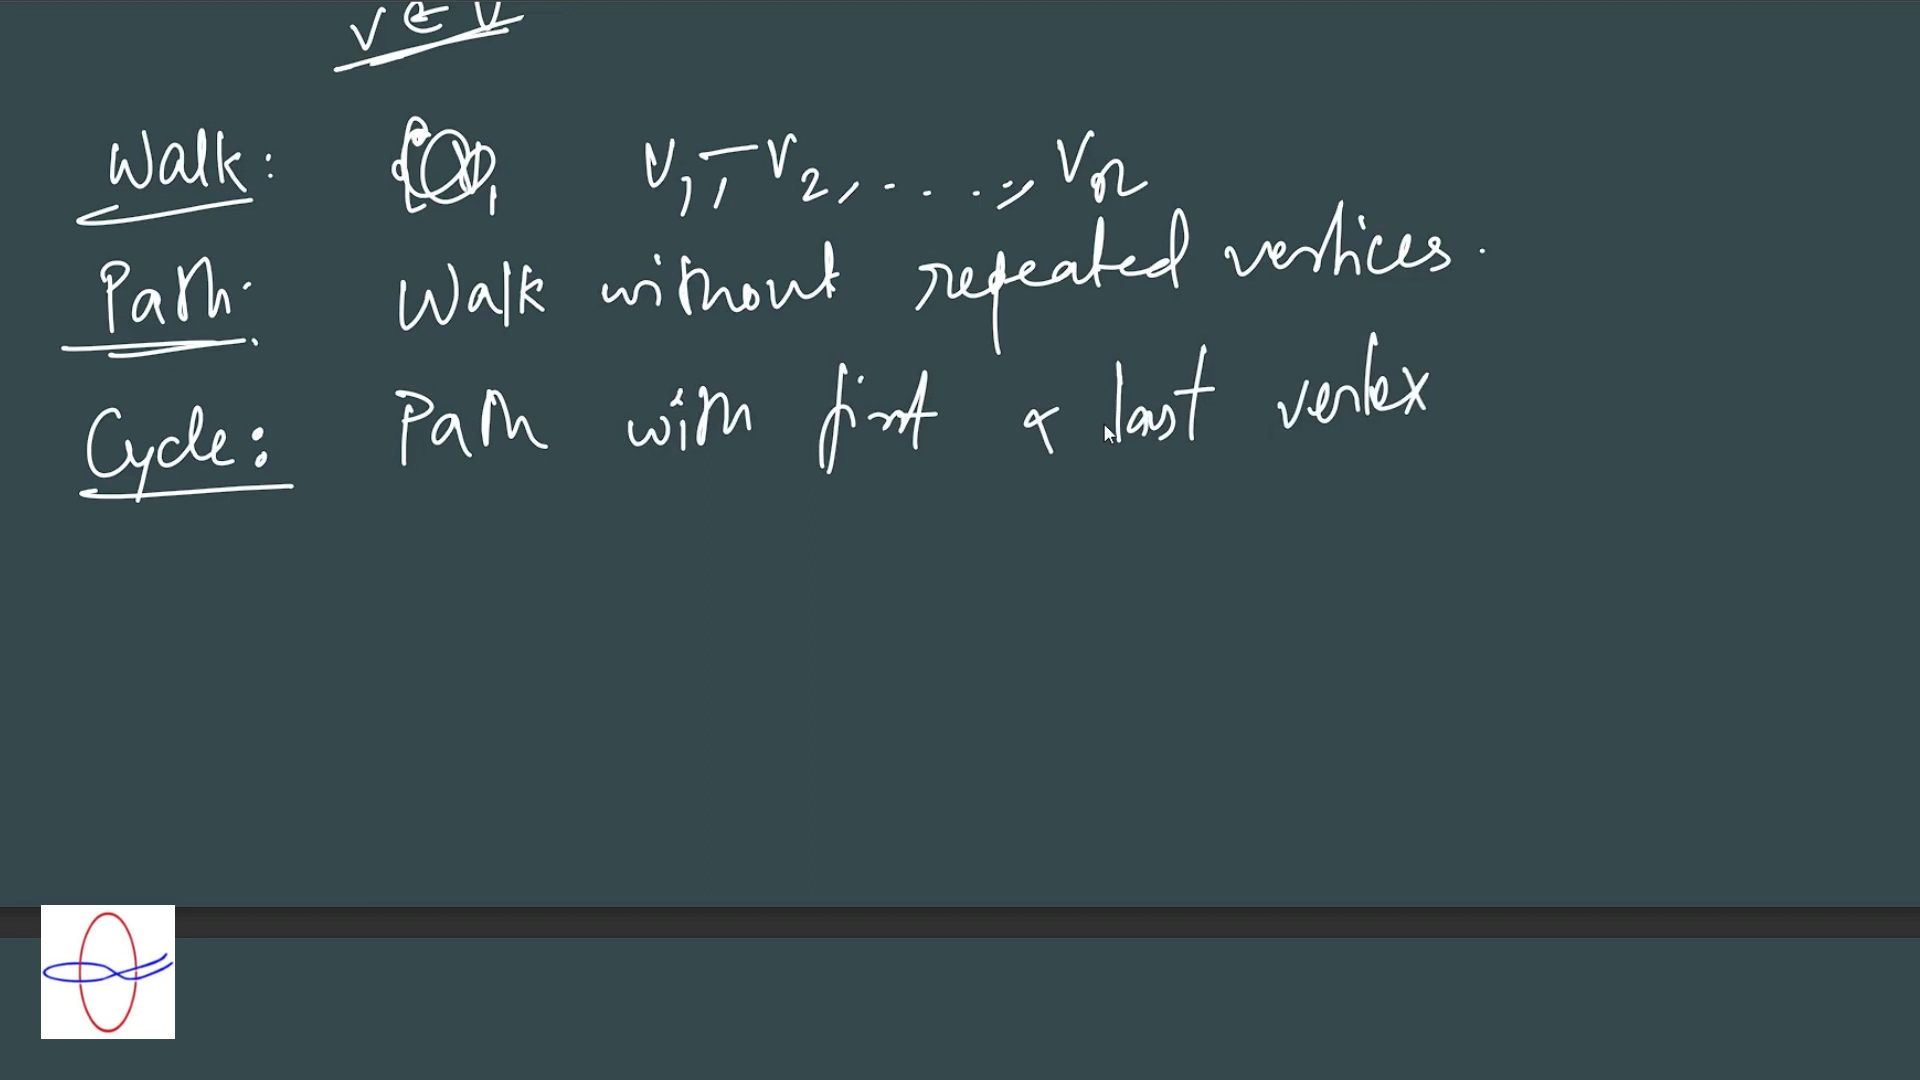 v ∈ V
Walk: v₁, v₂, ....., vₙ
Path: Walk without repeated vertices.
Cycle: Path with first & last vertex